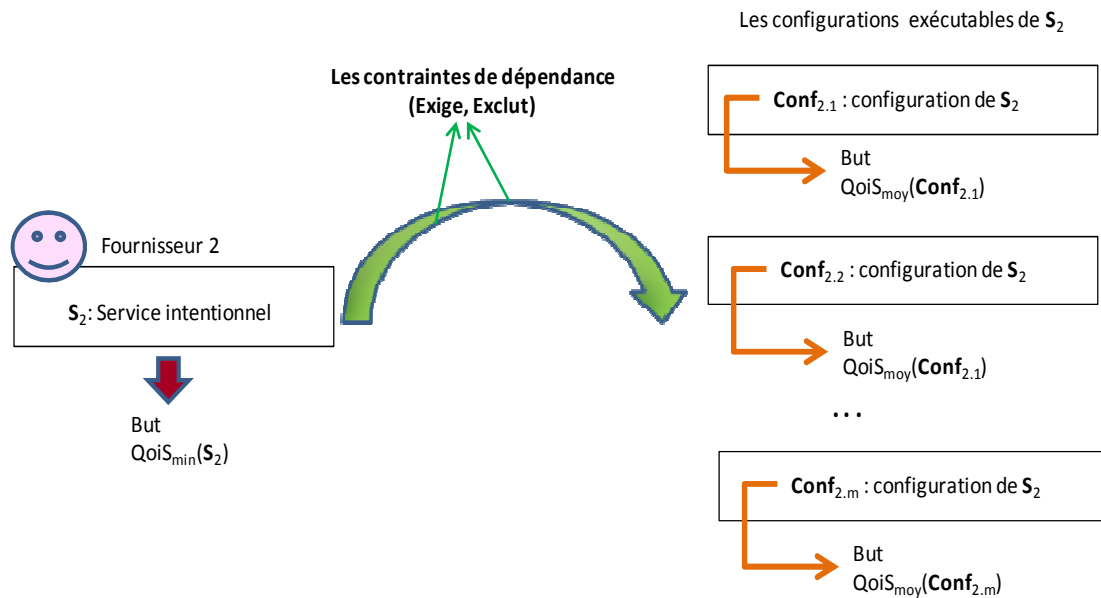 Les configurations exécutables de S2
Les contraintes de dépendance
(Exige, Exclut)
Conf2.1 : configuration de S2
But
QoiSmoy(Conf2.1)
Fournisseur 2
S2: Service intentionnel
But
QoiSmin(S2)
Conf2.2 : configuration de S2
But
QoiSmoy(Conf2.1)
...
Conf2.m : configuration de S2
But
QoiSmoy(Conf2.m)